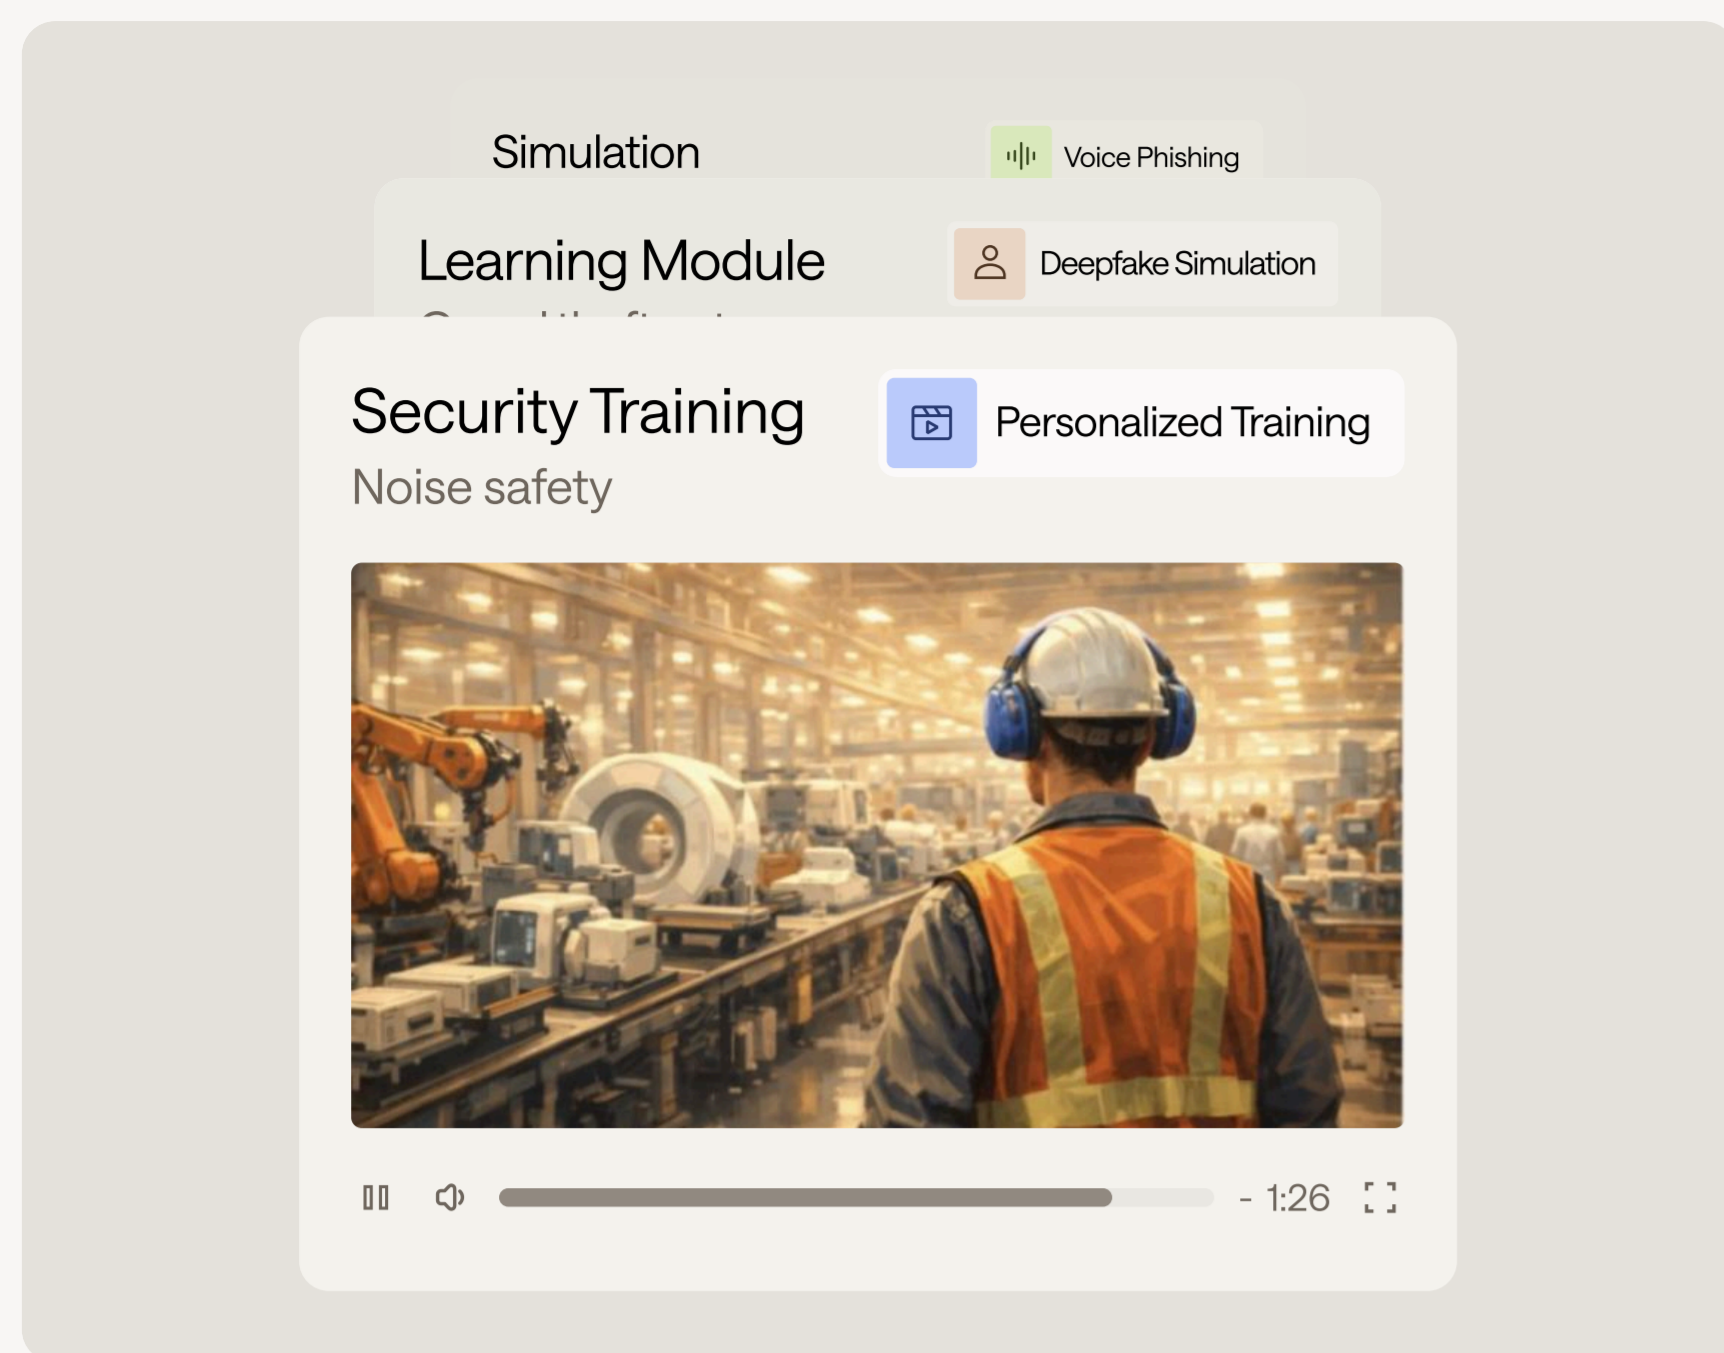 Simulation
Voice Phishing
Learning Module
Deepfake Simulation
Security Training
Personalized Training
Noise safety
- 1:26